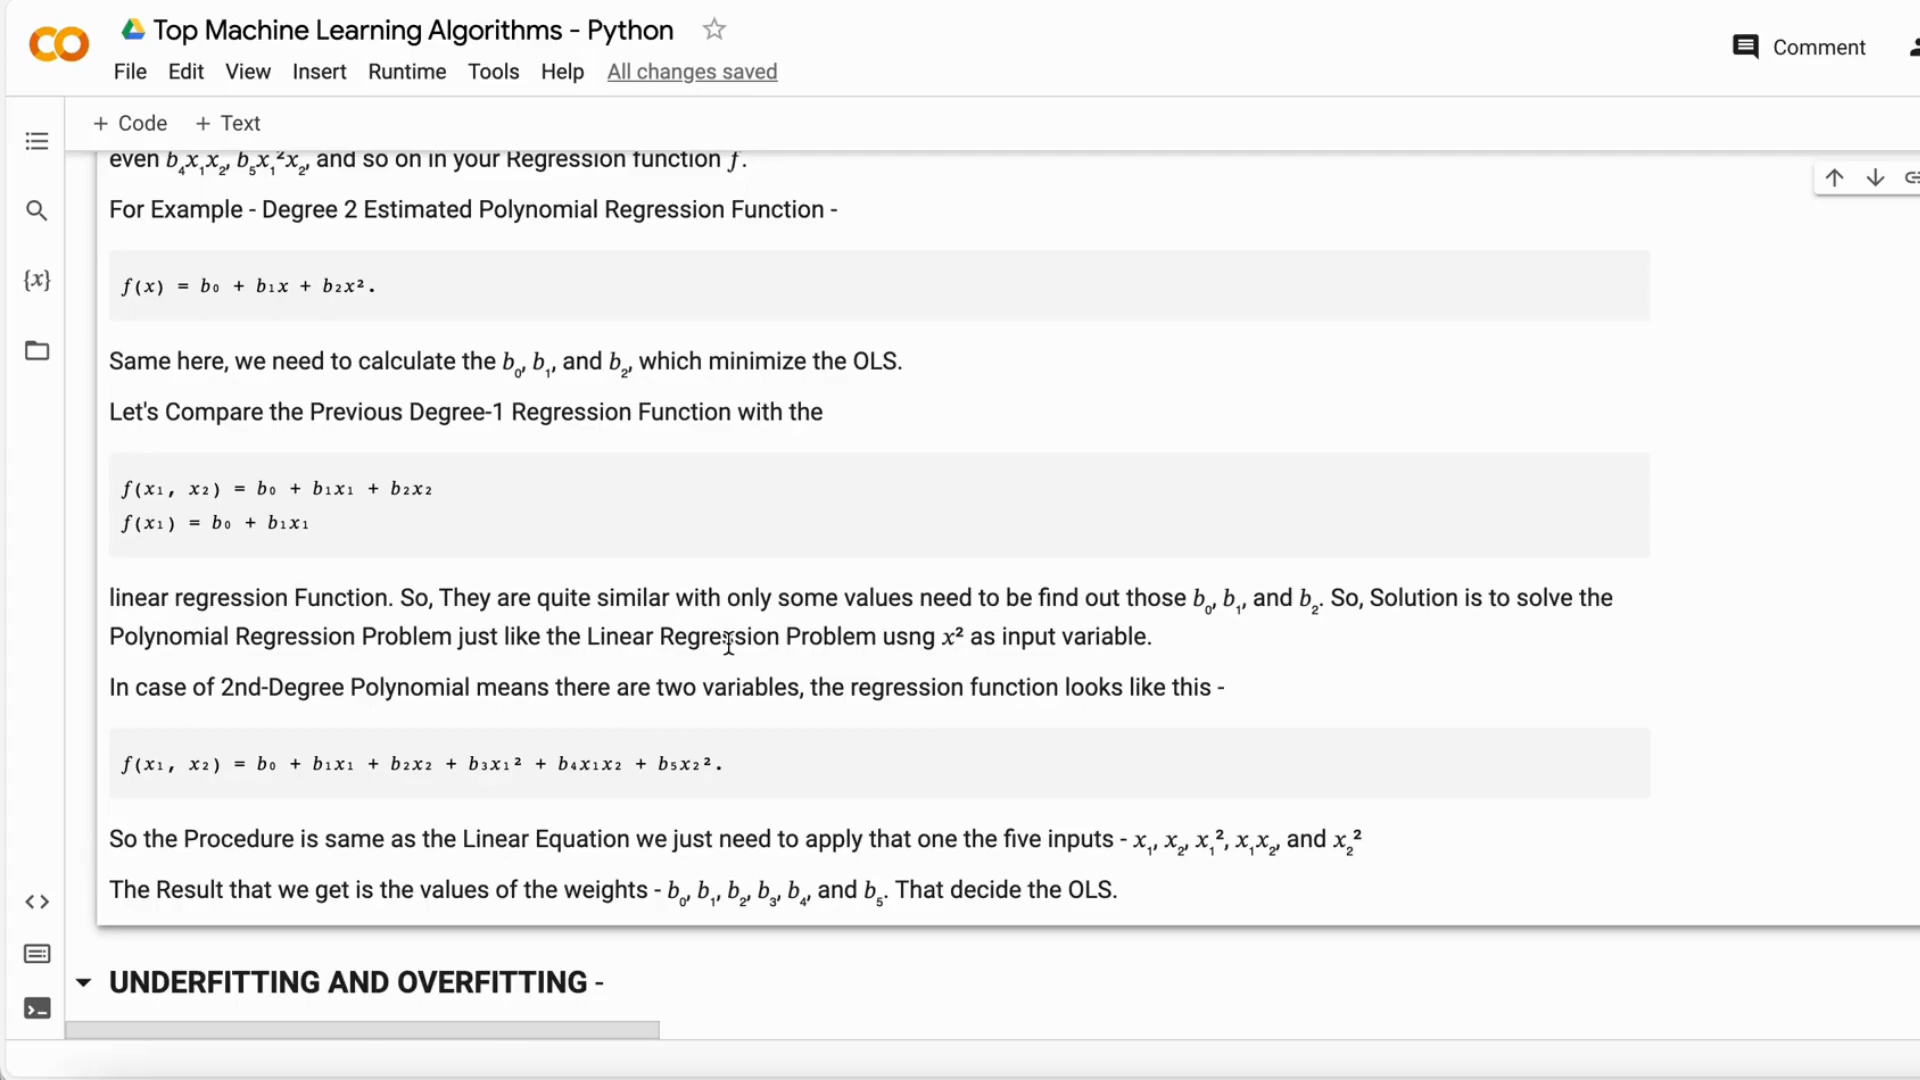 Top Machine Learning Algorithms - Python
Comment
File Edit View Insert Runtime Tools Help All changes saved
+ Code + Text
even b₄x₁x₂, b₅x₁²x₂, and so on in your Regression function f.
For Example - Degree 2 Estimated Polynomial Regression Function -
f(x) = b₀ + b₁x + b₂x².
Same here, we need to calculate the b₀, b₁, and b₂, which minimize the OLS.
Let's Compare the Previous Degree-1 Regression Function with the
f(x₁, x₂) = b₀ + b₁x₁ + b₂x₂
f(x₁) = b₀ + b₁x₁
linear regression Function. So, They are quite similar with only some values need to be find out those b₀, b₁, and b₂. So, Solution is to solve the
Polynomial Regression Problem just like the Linear Regression Problem usng x² as input variable.
In case of 2nd-Degree Polynomial means there are two variables, the regression function looks like this -
f(x₁, x₂) = b₀ + b₁x₁ + b₂x₂ + b₃x₁² + b₄x₁x₂ + b₅x₂².
So the Procedure is same as the Linear Equation we just need to apply that one the five inputs - x₁, x₂, x₁², x₁x₂, and x₂²
The Result that we get is the values of the weights - b₀, b₁, b₂, b₃, b₄, and b₅. That decide the OLS.
UNDERFITTING AND OVERFITTING -